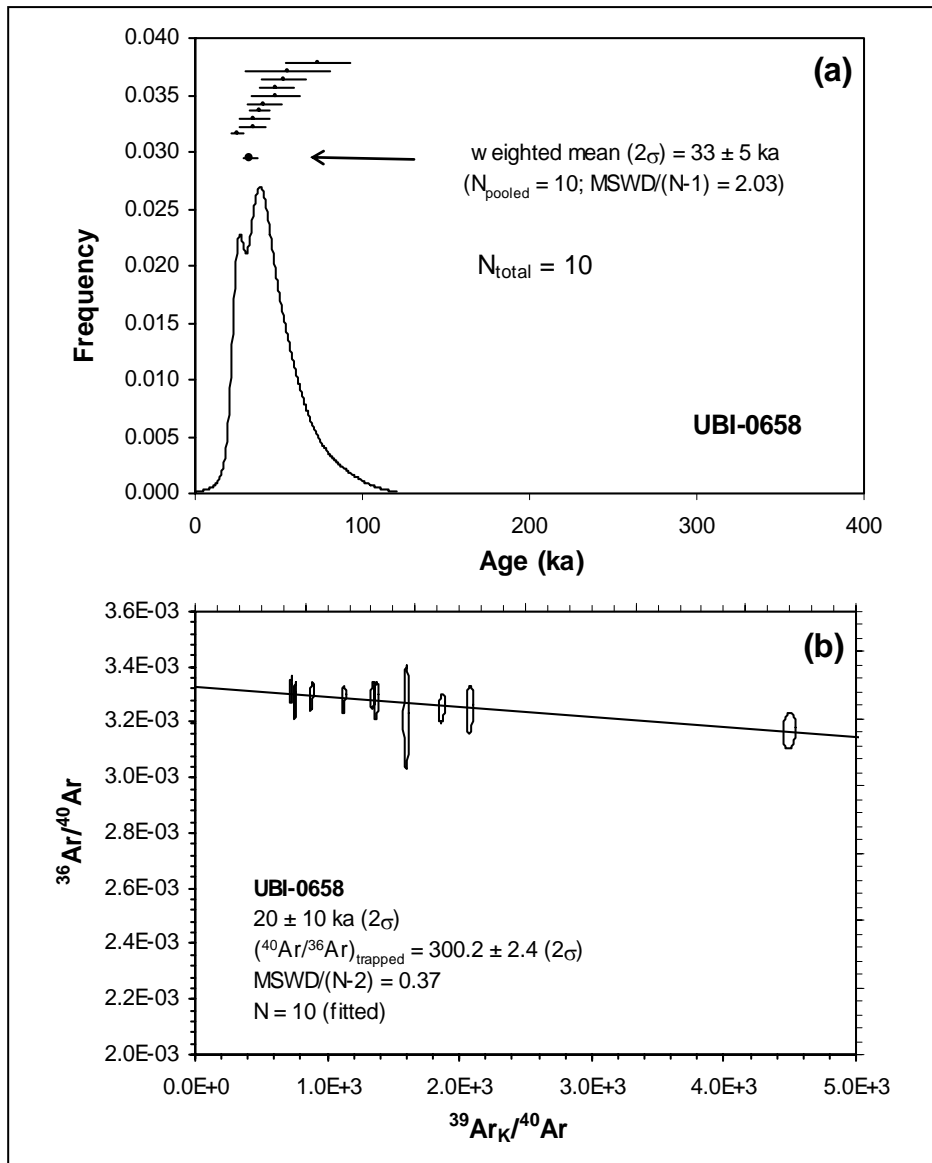 (a)
0.040
0.035
0.030
0.025
0.020
0.015
0.010
0.005
0.000
Frequency
weighted mean (2σ) = 33 ± 5 ka
(N_pooled = 10; MSWD/(N-1) = 2.03)
N_total = 10
UBI-0658
0 100 200 300 400
Age (ka)
(b)
3.6E-03
3.4E-03
3.2E-03
3.0E-03
2.8E-03
2.6E-03
2.4E-03
2.2E-03
2.0E-03
³⁶Ar/⁴⁰Ar
UBI-0658
20 ± 10 ka (2σ)
(⁴⁰Ar/³⁶Ar)_trapped = 300.2 ± 2.4 (2σ)
MSWD/(N-2) = 0.37
N = 10 (fitted)
0.0E+0 1.0E+3 2.0E+3 3.0E+3 4.0E+3 5.0E+3
³⁹Ar_K/⁴⁰Ar